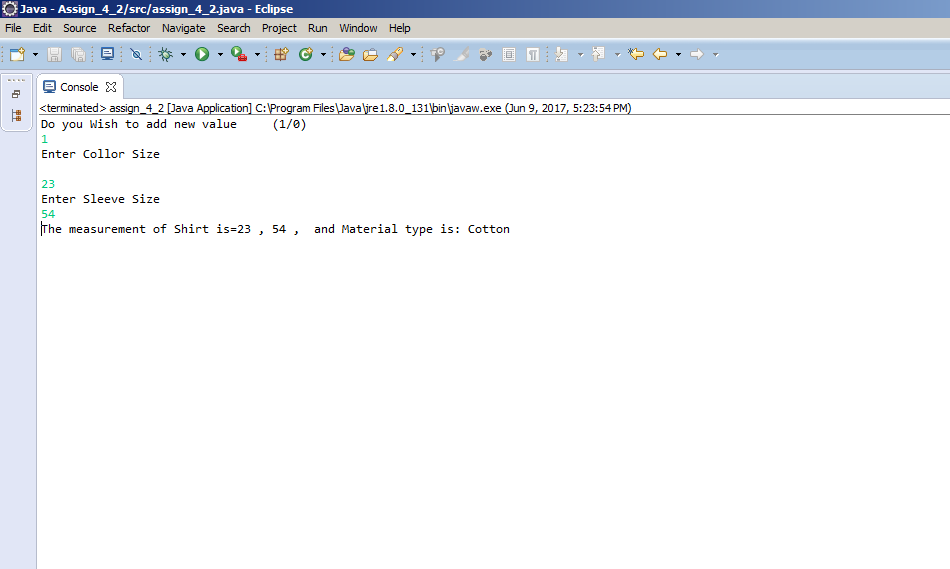 Java - Assign_4_2/src/assign_4_2.java - Eclipse
File Edit Source Refactor Navigate Search Project Run Window Help
Console
<terminated> assign_4_2 [Java Application] C:\Program Files\Java\jre1.8.0_131\bin\javaw.exe (Jun 9, 2017, 5:23:54 PM)
Do you Wish to add new value     (1/0)
1
Enter Collor Size
23
Enter Sleeve Size
54
The measurement of Shirt is=23 , 54 ,  and Material type is: Cotton